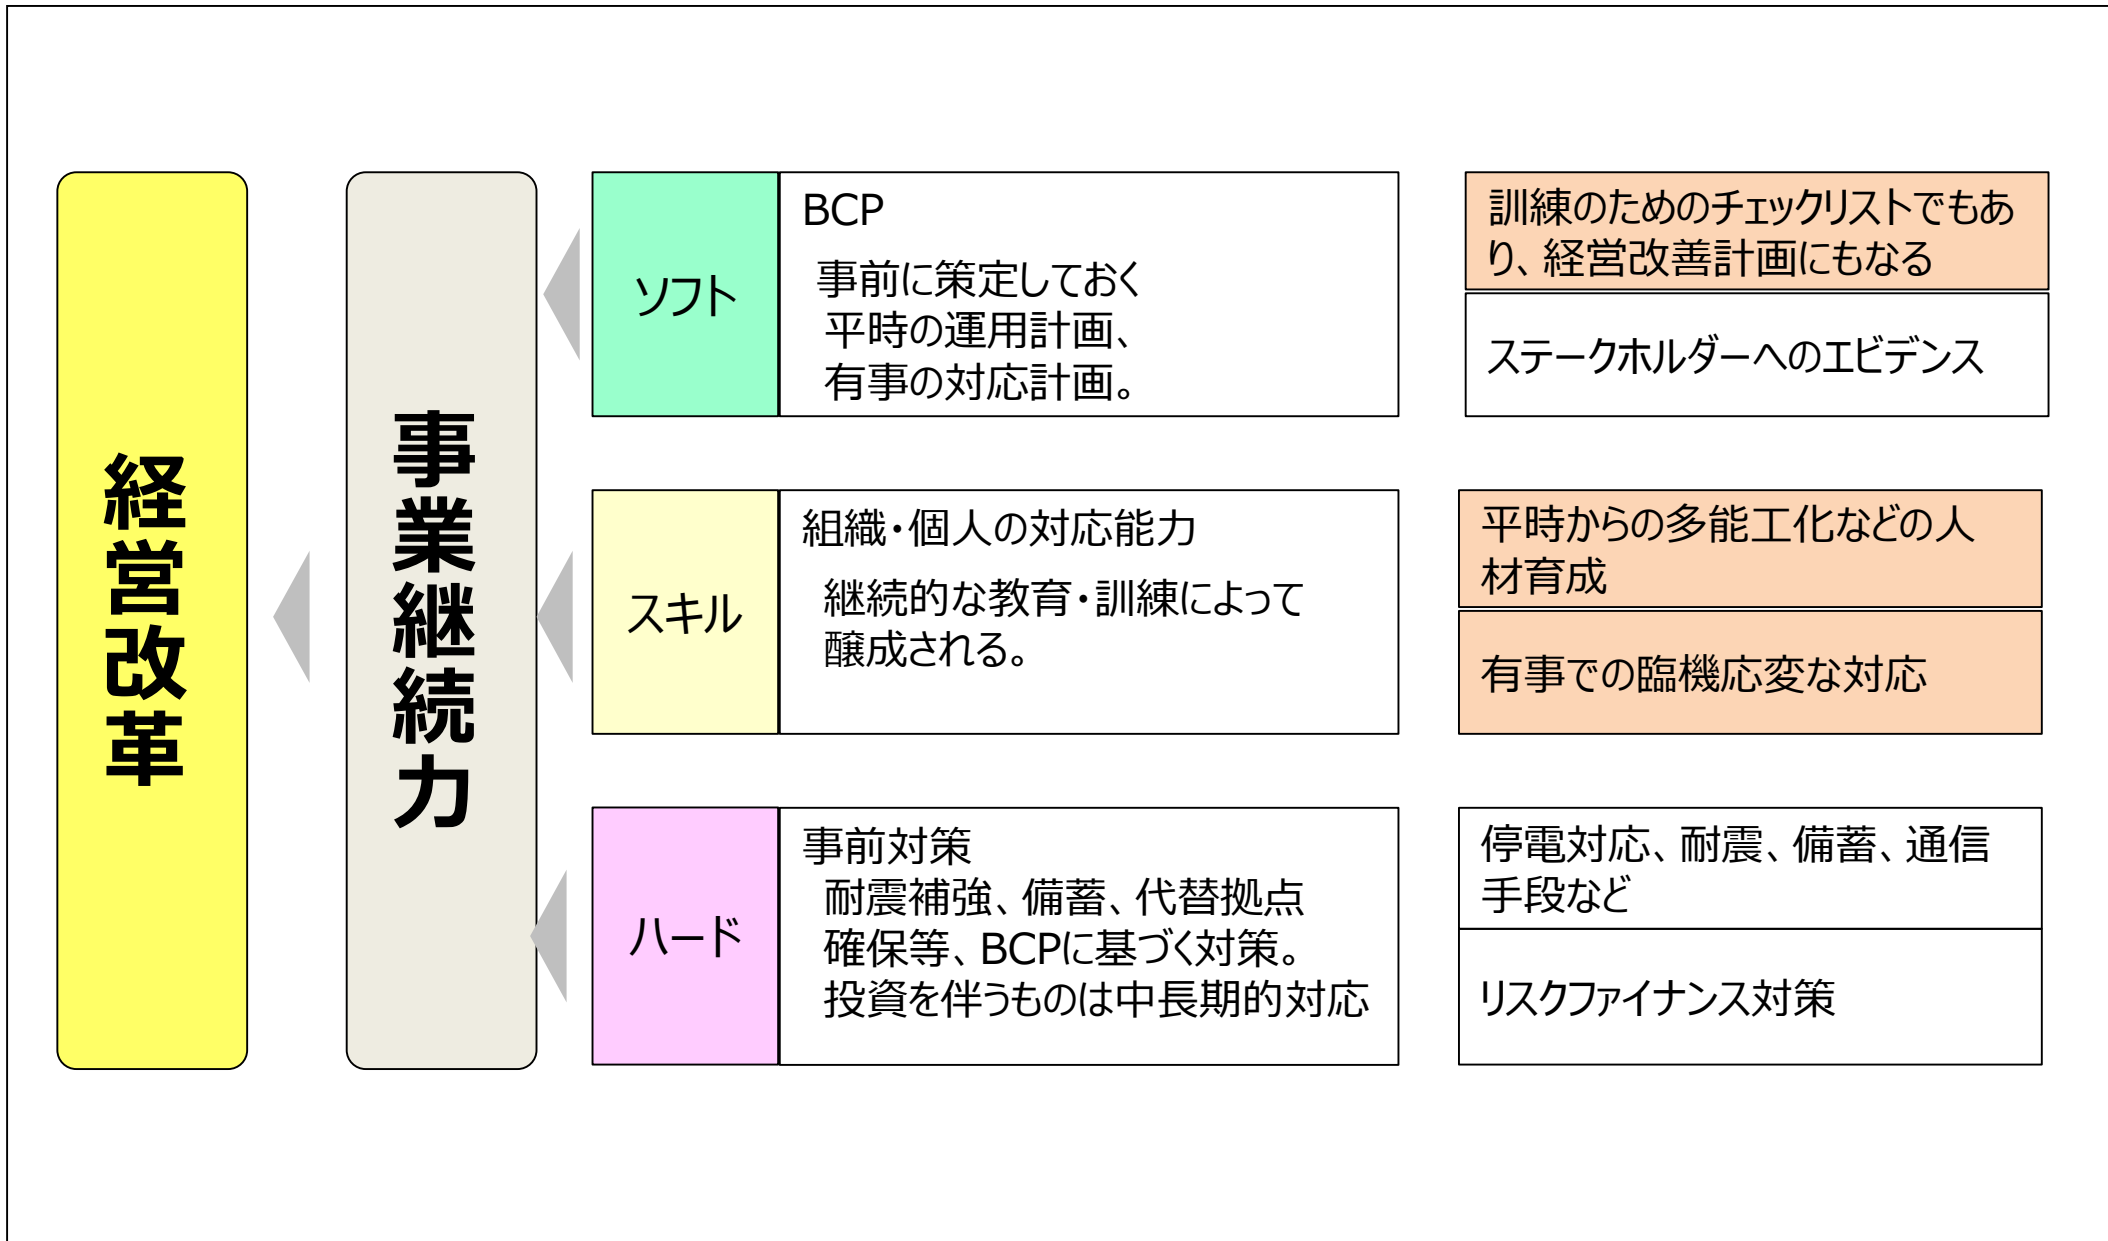 経営改革
事業継続力
ソフト
BCP
事前に策定しておく
平時の運用計画、
有事の対応計画。
訓練のためのチェックリストでもあ
り、経営改善計画にもなる
ステークホルダーへのエビデンス
スキル
組織・個人の対応能力
継続的な教育・訓練によって
醸成される。
平時からの多能工化などの人
材育成
有事での臨機応変な対応
ハード
事前対策
耐震補強、備蓄、代替拠点
確保等、BCPに基づく対策。
投資を伴うものは中長期的対応
停電対応、耐震、備蓄、通信
手段など
リスクファイナンス対策